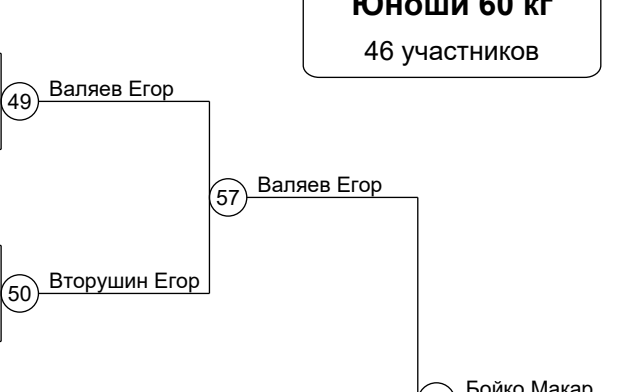 Юноши 60 кг
46 участников
49 Валяев Егор
57 Валяев Егор
50 Вторушин Егор
Бойко Макар